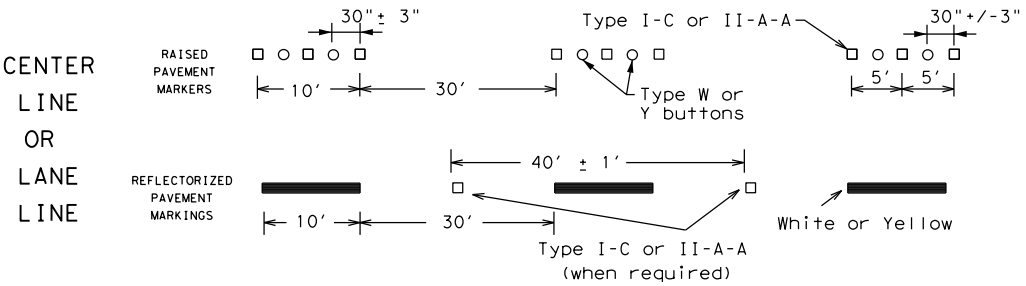 30"± 3"
Type I-C or II-A-A
30"+/-3"
CENTER
LINE
OR
LANE
LINE
RAISED
PAVEMENT
MARKERS
10'
30'
Type W or
Y buttons
5'
5'
REFLECTORIZED
PAVEMENT
MARKINGS
40' ± 1'
10'
30'
Type I-C or II-A-A
(when required)
White or Yellow